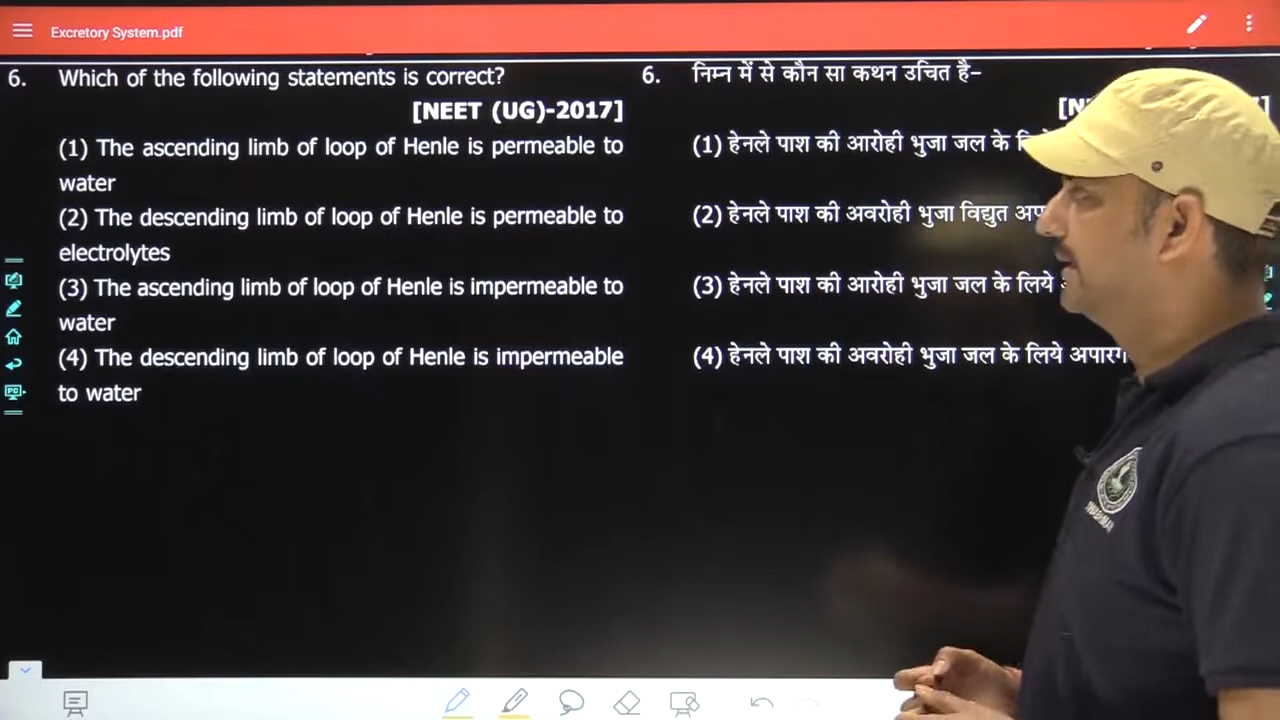 Excretory System.pdf
6. Which of the following statements is correct?
[NEET (UG)-2017]
(1) The ascending limb of loop of Henle is permeable to
water
(2) The descending limb of loop of Henle is permeable to
electrolytes
(3) The ascending limb of loop of Henle is impermeable to
water
(4) The descending limb of loop of Henle is impermeable
to water
6. निम्न में से कौन सा कथन उचित है–
(1) हेनले पाश की आरोही भुजा जल के
(2) हेनले पाश की अवरोही भुजा विद्युत
(3) हेनले पाश की आरोही भुजा जल के लिये
(4) हेनले पाश की अवरोही भुजा जल के लिये